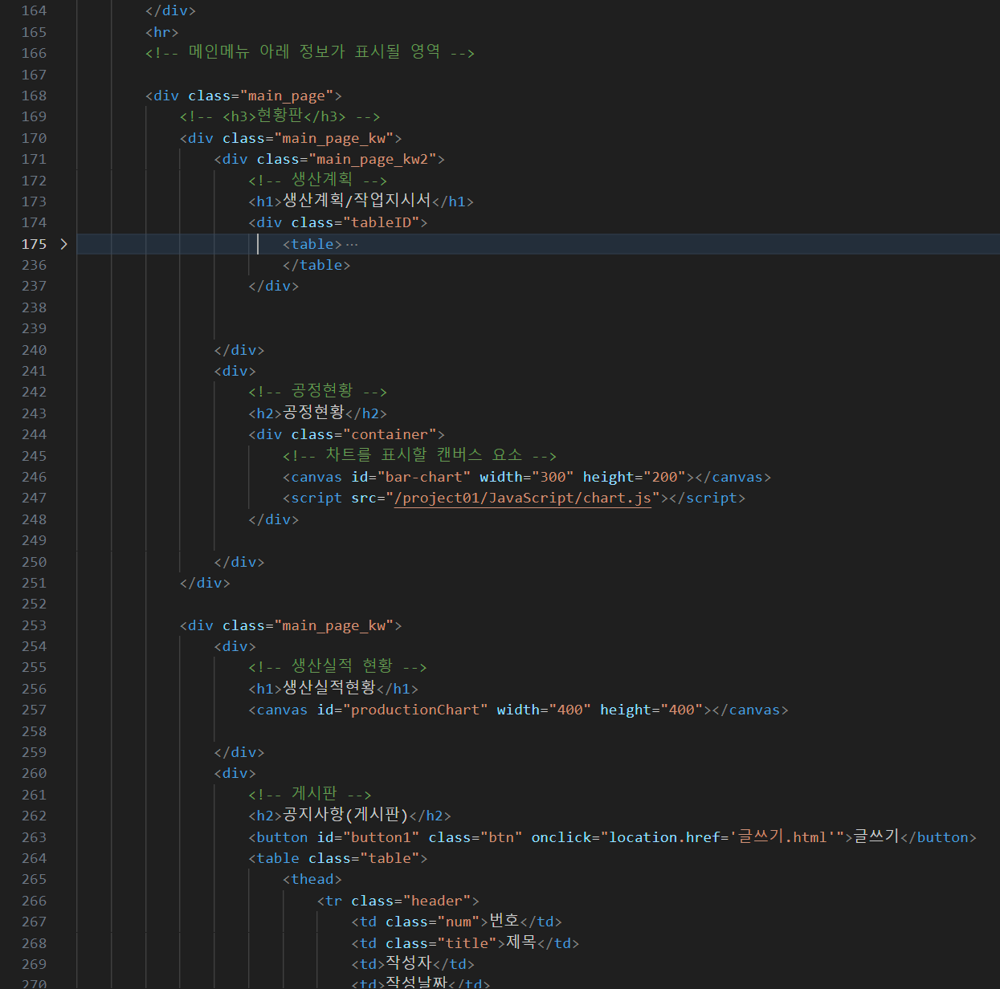 164 </div>
165 <hr>
166 <!-- 메인메뉴 아레 정보가 표시될 영역 -->
167
168 <div class="main_page">
169 <!-- <h3>현황판</h3> -->
170 <div class="main_page_kw">
171 <div class="main_page_kw2">
172 <!-- 생산계획 -->
173 <h1>생산계획/작업지시서</h1>
174 <div class="tableID">
175 <table>…
236 </table>
237 </div>
238
239
240 </div>
241 <div>
242 <!-- 공정현황 -->
243 <h2>공정현황</h2>
244 <div class="container">
245 <!-- 차트를 표시할 캔버스 요소 -->
246 <canvas id="bar-chart" width="300" height="200"></canvas>
247 <script src="/project01/JavaScript/chart.js"></script>
248 </div>
249
250 </div>
251 </div>
252
253 <div class="main_page_kw">
254 <div>
255 <!-- 생산실적 현황 -->
256 <h1>생산실적현황</h1>
257 <canvas id="productionChart" width="400" height="400"></canvas>
258
259 </div>
260 <div>
261 <!-- 게시판 -->
262 <h2>공지사항(게시판)</h2>
263 <button id="button1" class="btn" onclick="location.href='글쓰기.html'">글쓰기</button>
264 <table class="table">
265 <thead>
266 <tr class="header">
267 <td class="num">번호</td>
268 <td class="title">제목</td>
269 <td>작성자</td>
270 <td>작성날짜</td>